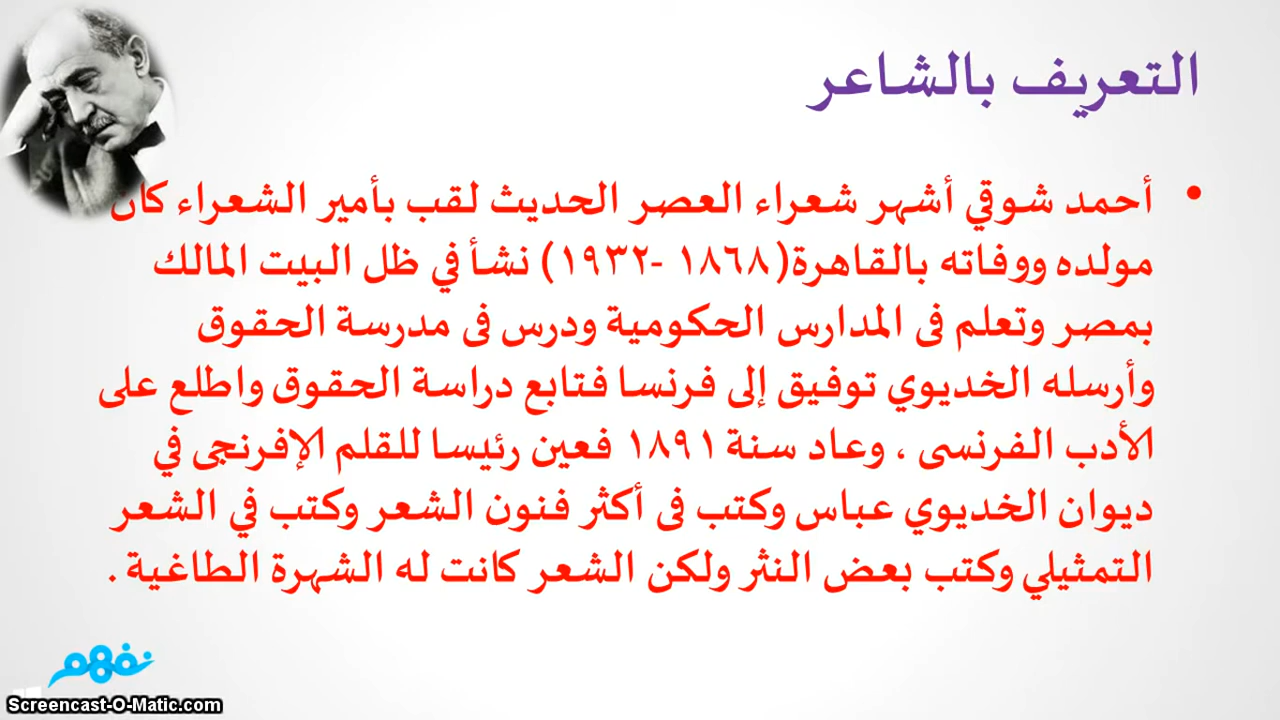 التعريف بالشاعر
• أحمد شوقي أشهر شعراء العصر الحديث لقب بأمير الشعراء كان
مولده ووفاته بالقاهرة(١٨٦٨ -١٩٣٢) نشأ في ظل البيت المالك
بمصر وتعلم فى المدارس الحكومية ودرس فى مدرسة الحقوق
وأرسله الخديوي توفيق إلى فرنسا فتابع دراسة الحقوق واطلع على
الأدب الفرنسى ، وعاد سنة ١٨٩١ فعين رئيسا للقلم الإفرنجى في
ديوان الخديوي عباس وكتب فى أكثر فنون الشعر وكتب في الشعر
التمثيلي وكتب بعض النثر ولكن الشعر كانت له الشهرة الطاغية .
نفهم
Screencast-O-Matic.com